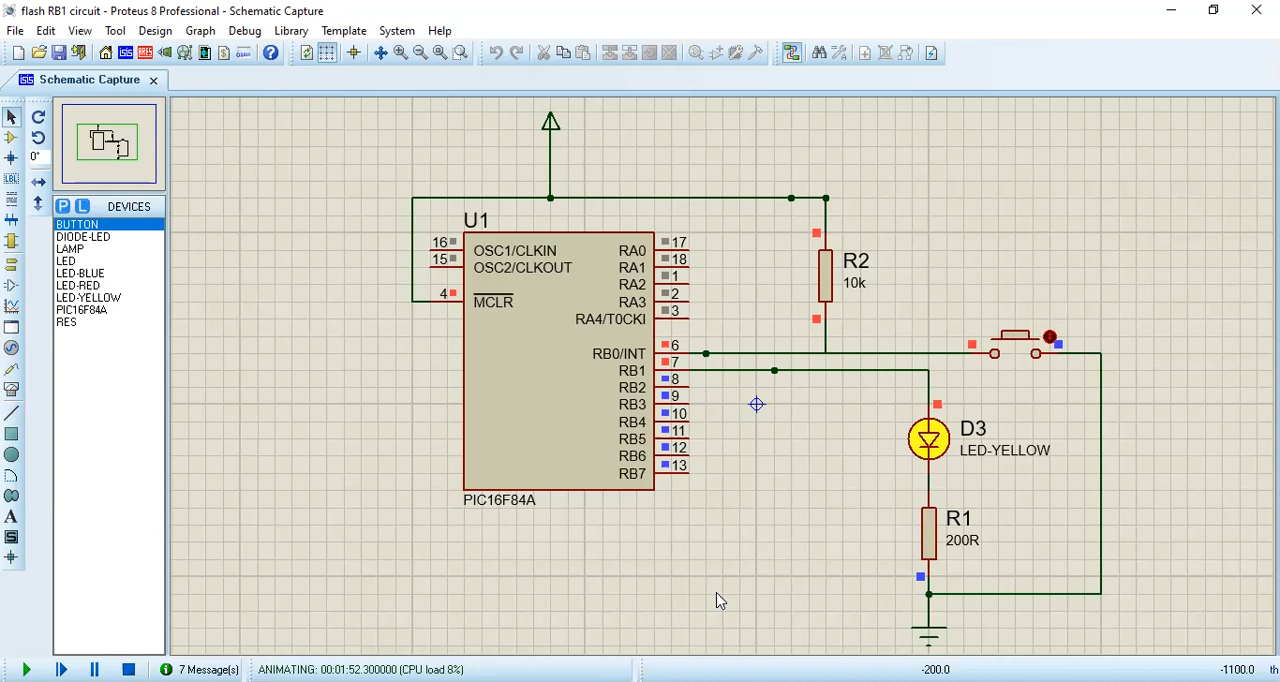 flash RB1 circuit - Proteus 8 Professional - Schematic Capture
File Edit View Tool Design Graph Debug Library Template System Help
Schematic Capture
0°
P L DEVICES
BUTTON
DIODE-LED
LAMP
LED
LED-BLUE
LED-RED
LED-YELLOW
PIC16F84A
RES
LBL
A
S
U1
16 OSC1/CLKIN RA0 17
15 OSC2/CLKOUT RA1 18
RA2 1
4 MCLR RA3 2
RA4/T0CKI 3
RB0/INT 6
RB1 7
RB2 8
RB3 9
RB4 10
RB5 11
RB6 12
RB7 13
PIC16F84A
R2
10k
D3
LED-YELLOW
R1
200R
7 Message(s) ANIMATING: 00:01:52.300000 (CPU load 8%) -200.0 -1100.0 th